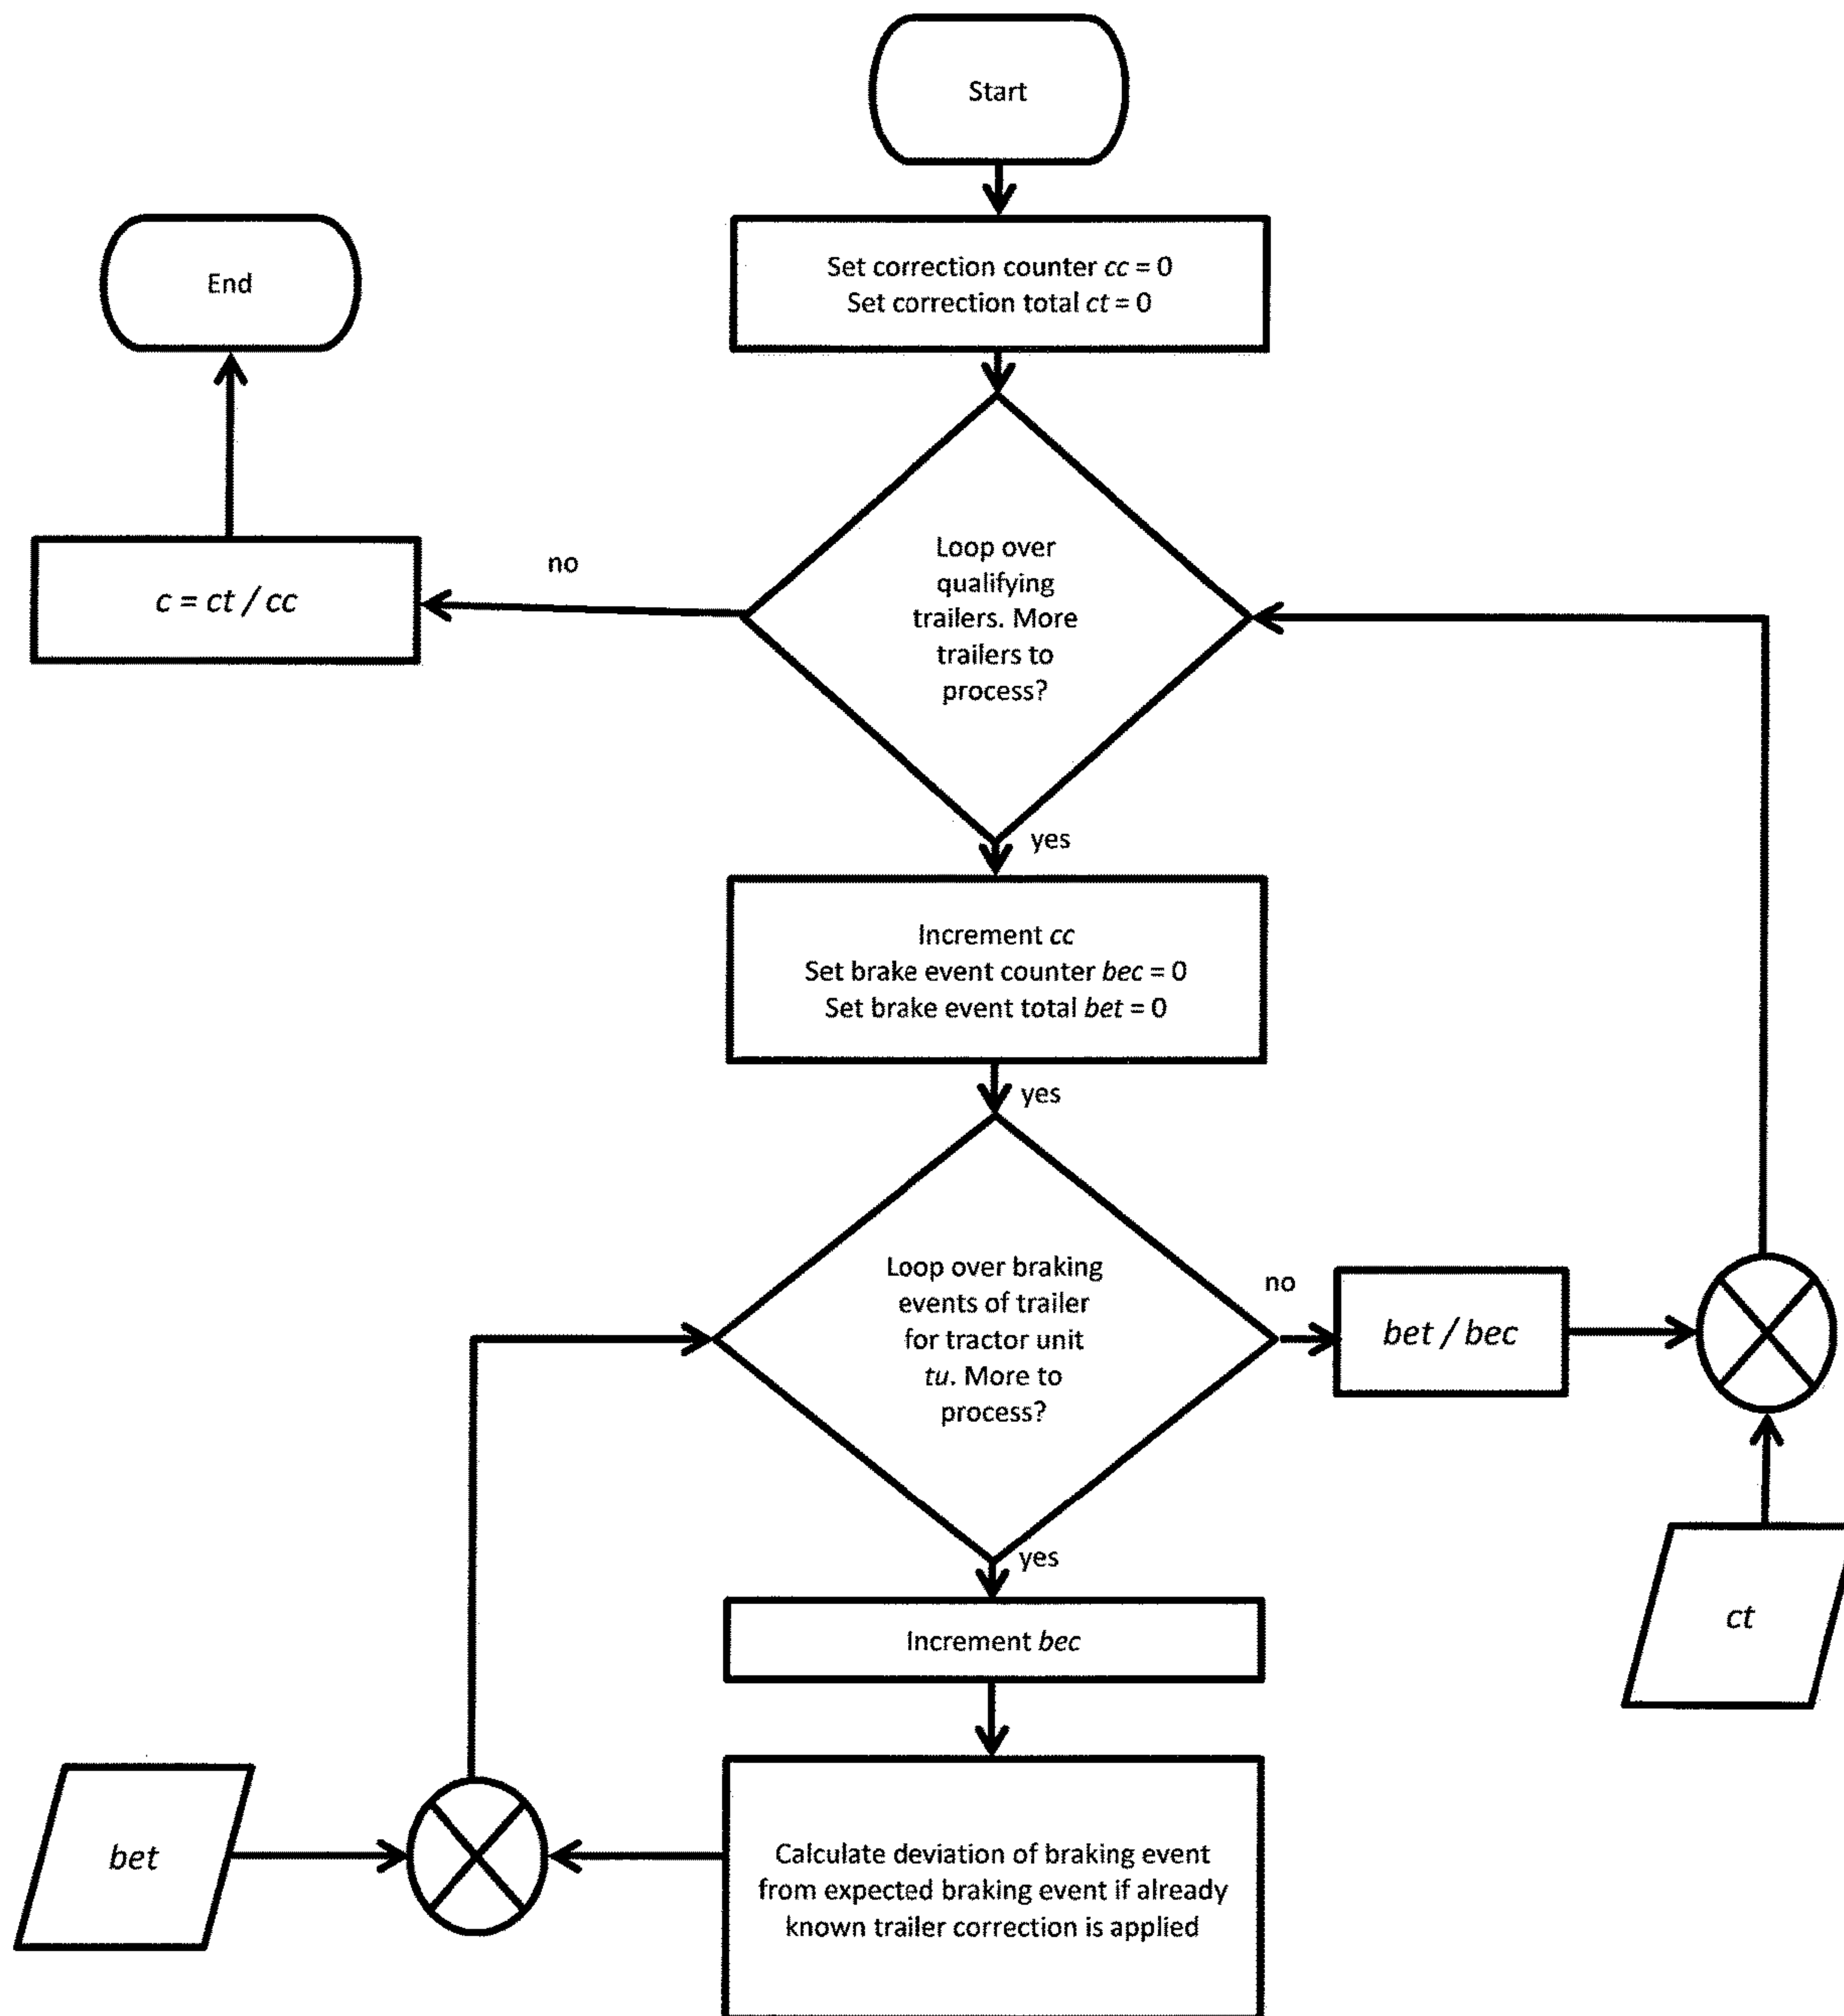 Start
Set correction counter cc = 0
Set correction total ct = 0
End
Loop over
qualifying
trailers. More
trailers to
process?
no
c = ct / cc
yes
Increment cc
Set brake event counter bec = 0
Set brake event total bet = 0
yes
Loop over braking
events of trailer
for tractor unit
tu. More to
process?
no
bet / bec
yes
Increment bec
ct
bet
Calculate deviation of braking event
from expected braking event if already
known trailer correction is applied